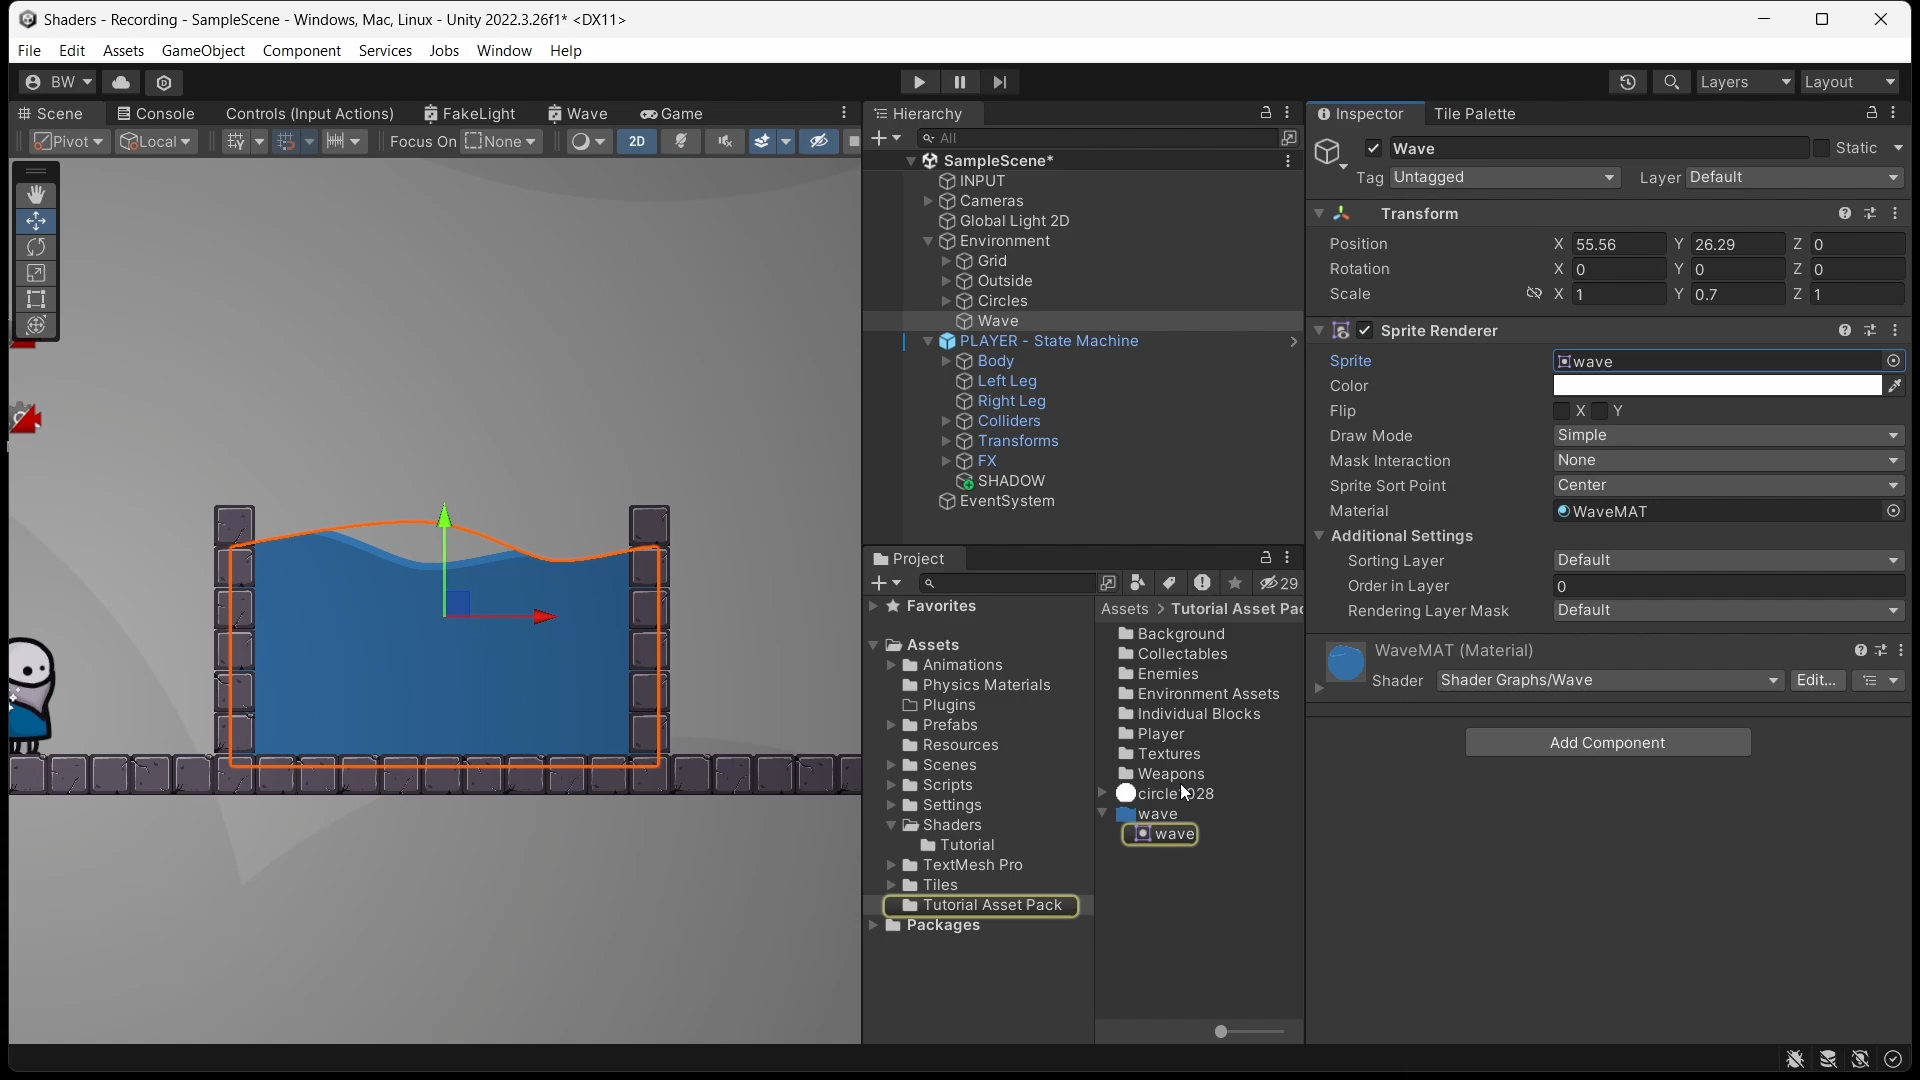 Shaders - Recording - SampleScene - Windows, Mac, Linux - Unity 2022.3.26f1* <DX11>
File Edit Assets GameObject Component Services Jobs Window Help
BW Layers Layout
Scene Console Controls (Input Actions) FakeLight Wave Game
Pivot Local Focus On None 2D
Hierarchy
All
SampleScene*
INPUT
Cameras
Global Light 2D
Environment
Grid
Outside
Circles
Wave
PLAYER - State Machine
Body
Left Leg
Right Leg
Colliders
Transforms
FX
SHADOW
EventSystem
Project
29
Favorites
Assets
Animations
Physics Materials
Plugins
Prefabs
Resources
Scenes
Scripts
Settings
Shaders
Tutorial
TextMesh Pro
Tiles
Tutorial Asset Pack
Packages
Assets > Tutorial Asset Pac
Background
Collectables
Enemies
Environment Assets
Individual Blocks
Player
Textures
Weapons
wave
wave
Inspector Tile Palette
Wave Static
Tag Untagged Layer Default
Transform
Position X 55.56 Y 26.29 Z 0
Rotation X 0 Y 0 Z 0
Scale X 1 Y 0.7 Z 1
Sprite Renderer
Sprite wave
Color
Flip X Y
Draw Mode Simple
Mask Interaction None
Sprite Sort Point Center
Material WaveMAT
Additional Settings
Sorting Layer Default
Order in Layer 0
Rendering Layer Mask Default
WaveMAT (Material)
Shader Shader Graphs/Wave Edit...
Add Component